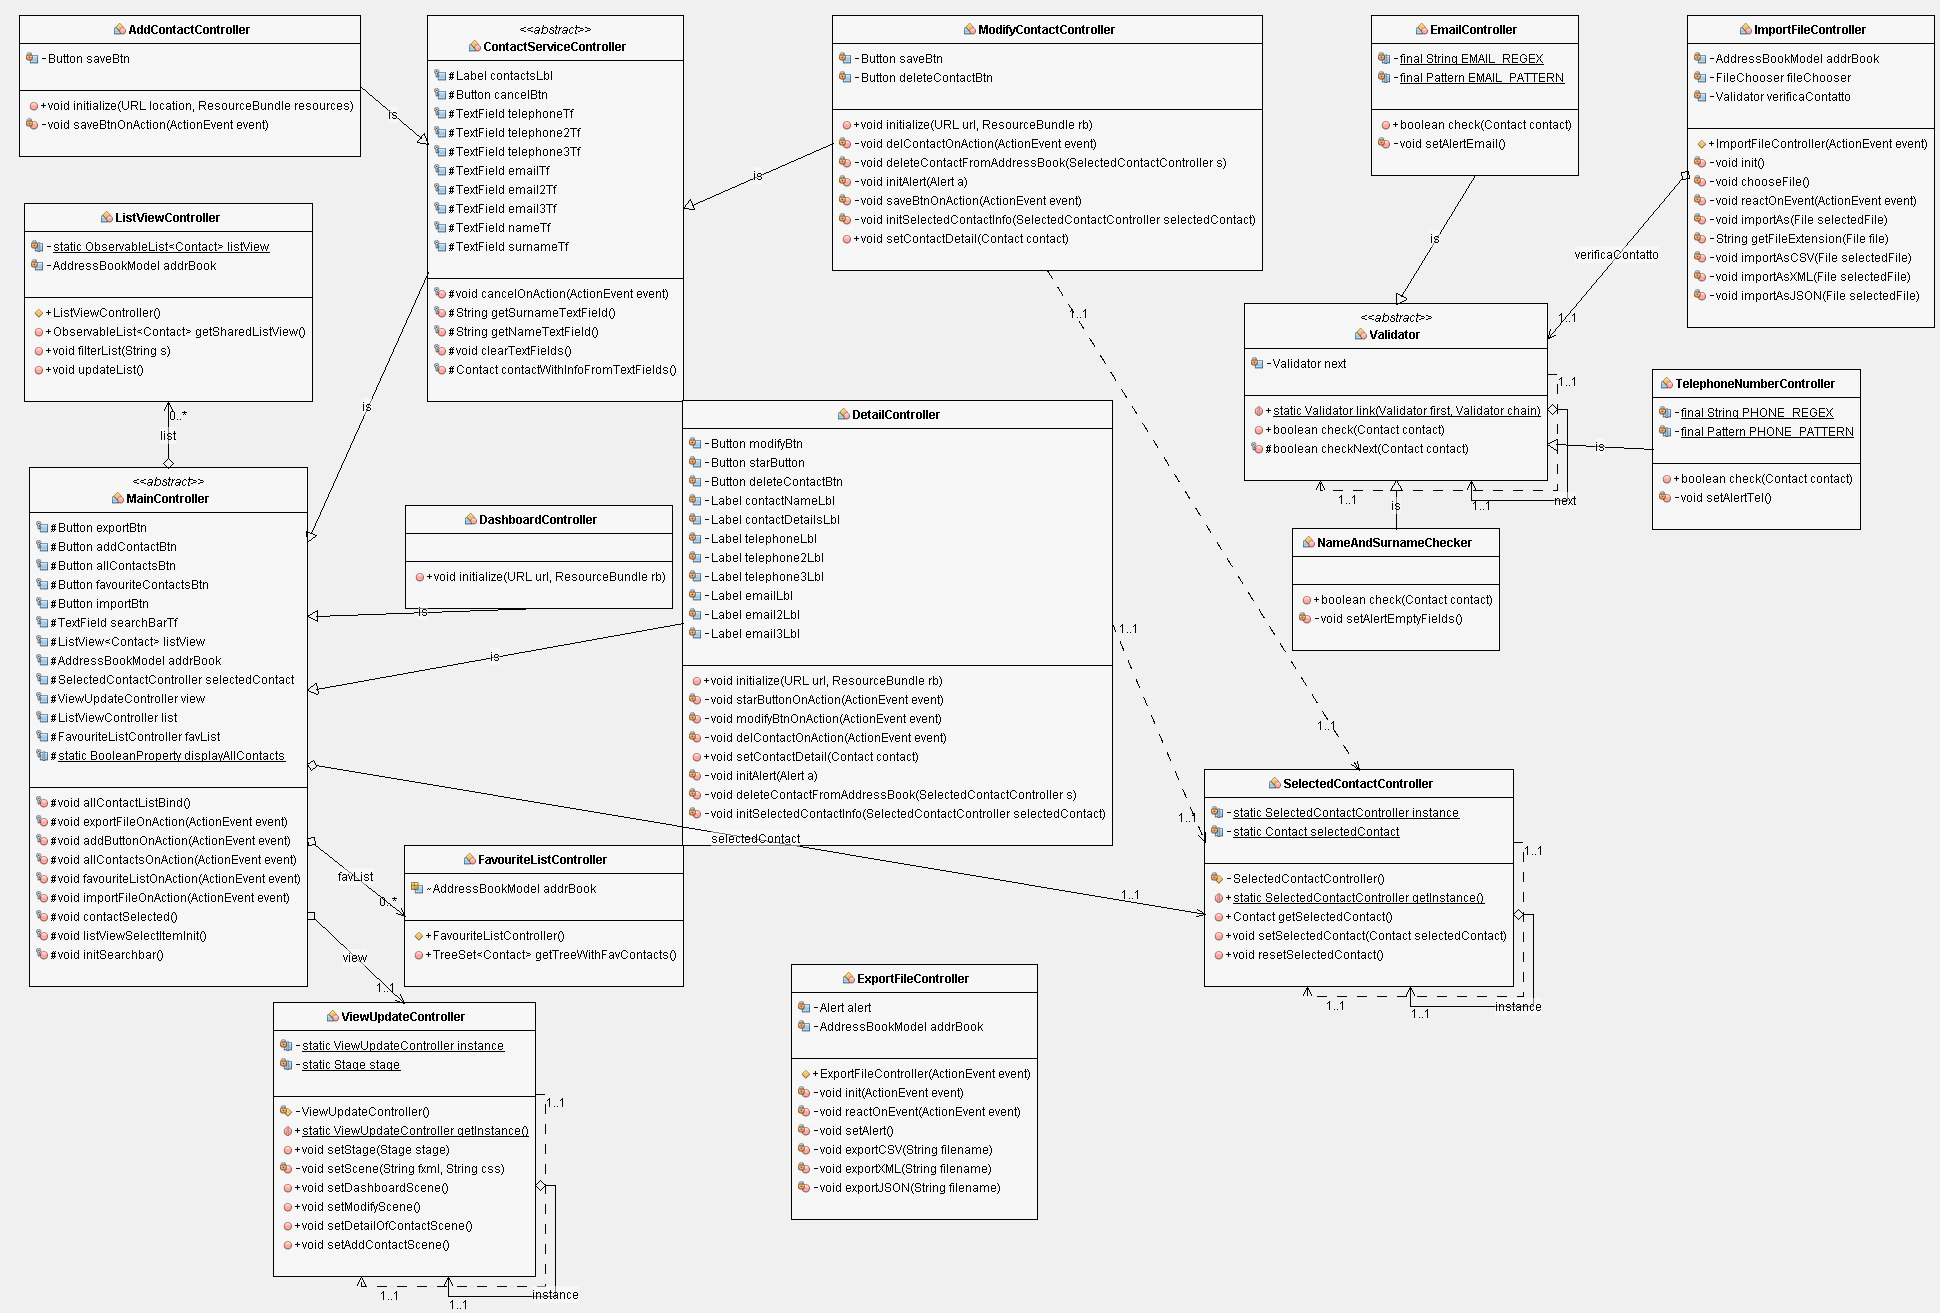 AddContactController
-Button saveBtn
+void initialize(URL location, ResourceBundle resources)
-void saveBtnOnAction(ActionEvent event)
is
<<abstract>>
ContactServiceController
#Label contactsLbl
#Button cancelBtn
#TextField telephoneTf
#TextField telephone2Tf
#TextField telephone3Tf
#TextField emailTf
#TextField email2Tf
#TextField email3Tf
#TextField nameTf
#TextField surnameTf
#void cancelOnAction(ActionEvent event)
#String getSurnameTextField()
#String getNameTextField()
#void clearTextFields()
#Contact contactWithInfoFromTextFields()
is
ModifyContactController
-Button saveBtn
-Button deleteContactBtn
+void initialize(URL url, ResourceBundle rb)
-void delContactOnAction(ActionEvent event)
-void deleteContactFromAddressBook(SelectedContactController s)
-void initAlert(Alert a)
-void saveBtnOnAction(ActionEvent event)
-void initSelectedContactInfo(SelectedContactController selectedContact)
+void setContactDetail(Contact contact)
1..1
EmailController
-final String EMAIL_REGEX
-final Pattern EMAIL_PATTERN
+boolean check(Contact contact)
-void setAlertEmail()
is
ImportFileController
-AddressBookModel addrBook
-FileChooser fileChooser
-Validator verificaContatto
+ImportFileController(ActionEvent event)
-void init()
-void chooseFile()
-void reactOnEvent(ActionEvent event)
-void importAs(File selectedFile)
-String getFileExtension(File file)
-void importAsCSV(File selectedFile)
-void importAsXML(File selectedFile)
-void importAsJSON(File selectedFile)
verificaContatto
1..1
ListViewController
-static ObservableList<Contact> listView
-AddressBookModel addrBook
+ListViewController()
+ObservableList<Contact> getSharedListView()
+void filterList(String s)
+void updateList()
0..*
list
is
<<abstract>>
Validator
-Validator next
+static Validator link(Validator first, Validator chain)
+boolean check(Contact contact)
#boolean checkNext(Contact contact)
1..1
1..1
1..1
next
is
is
TelephoneNumberController
-final String PHONE_REGEX
-final Pattern PHONE_PATTERN
+boolean check(Contact contact)
-void setAlertTel()
NameAndSurnameChecker
+boolean check(Contact contact)
-void setAlertEmptyFields()
<<abstract>>
MainController
#Button exportBtn
#Button addContactBtn
#Button allContactsBtn
#Button favouriteContactsBtn
#Button importBtn
#TextField searchBarTf
#ListView<Contact> listView
#AddressBookModel addrBook
#SelectedContactController selectedContact
#ViewUpdateController view
#ListViewController list
#FavouriteListController favList
#static BooleanProperty displayAllContacts
#void allContactListBind()
#void exportFileOnAction(ActionEvent event)
#void addButtonOnAction(ActionEvent event)
#void allContactsOnAction(ActionEvent event)
#void favouriteListOnAction(ActionEvent event)
#void importFileOnAction(ActionEvent event)
#void contactSelected()
#void listViewSelectItemInit()
#void initSearchbar()
DashboardController
+void initialize(URL url, ResourceBundle rb)
is
is
DetailController
-Button modifyBtn
-Button starButton
-Button deleteContactBtn
-Label contactNameLbl
-Label contactDetailsLbl
-Label telephoneLbl
-Label telephone2Lbl
-Label telephone3Lbl
-Label emailLbl
-Label email2Lbl
-Label email3Lbl
+void initialize(URL url, ResourceBundle rb)
-void starButtonOnAction(ActionEvent event)
-void modifyBtnOnAction(ActionEvent event)
-void delContactOnAction(ActionEvent event)
+void setContactDetail(Contact contact)
-void initAlert(Alert a)
-void deleteContactFromAddressBook(SelectedContactController s)
-void initSelectedContactInfo(SelectedContactController selectedContact)
1..1
1..1
1..1
selectedContact
1..1
SelectedContactController
-static SelectedContactController instance
-static Contact selectedContact
-SelectedContactController()
+static SelectedContactController getInstance()
+Contact getSelectedContact()
+void setSelectedContact(Contact selectedContact)
+void resetSelectedContact()
1..1
1..1
1..1
instance
favList
0..*
FavouriteListController
~AddressBookModel addrBook
+FavouriteListController()
+TreeSet<Contact> getTreeWithFavContacts()
view
1..1
ViewUpdateController
-static ViewUpdateController instance
-static Stage stage
-ViewUpdateController()
+static ViewUpdateController getInstance()
+void setStage(Stage stage)
-void setScene(String fxml, String css)
+void setDashboardScene()
+void setModifyScene()
+void setDetailOfContactScene()
+void setAddContactScene()
1..1
1..1
1..1
instance
ExportFileController
-Alert alert
-AddressBookModel addrBook
+ExportFileController(ActionEvent event)
-void init(ActionEvent event)
-void reactOnEvent(ActionEvent event)
-void setAlert()
-void exportCSV(String filename)
-void exportXML(String filename)
-void exportJSON(String filename)